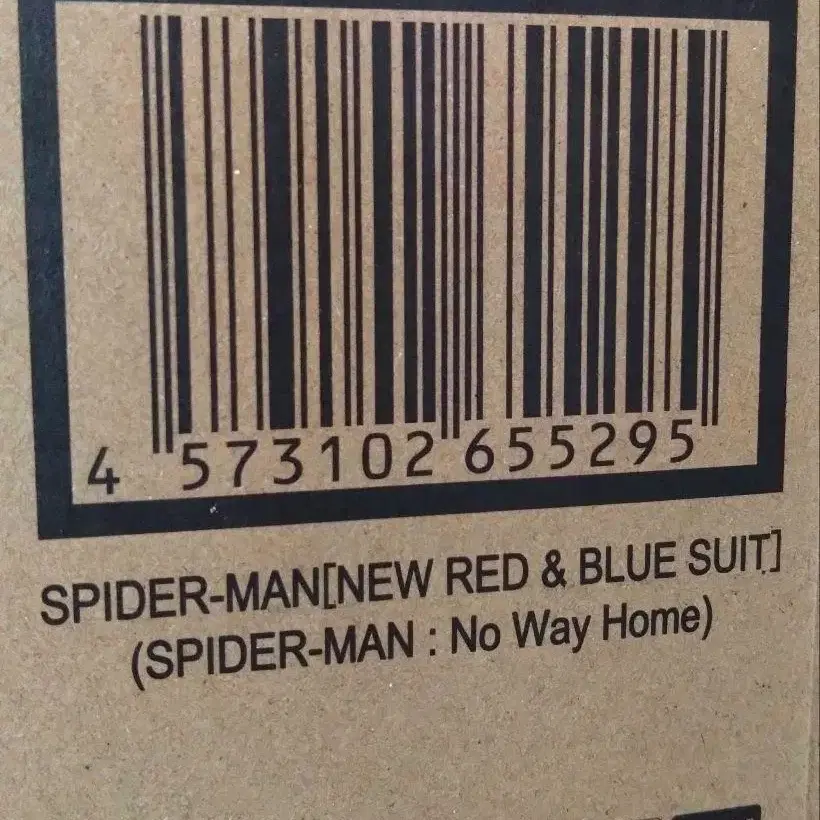 4 573102 655295
SPIDER-MAN[NEW RED & BLUE SUIT]
(SPIDER-MAN : No Way Home)